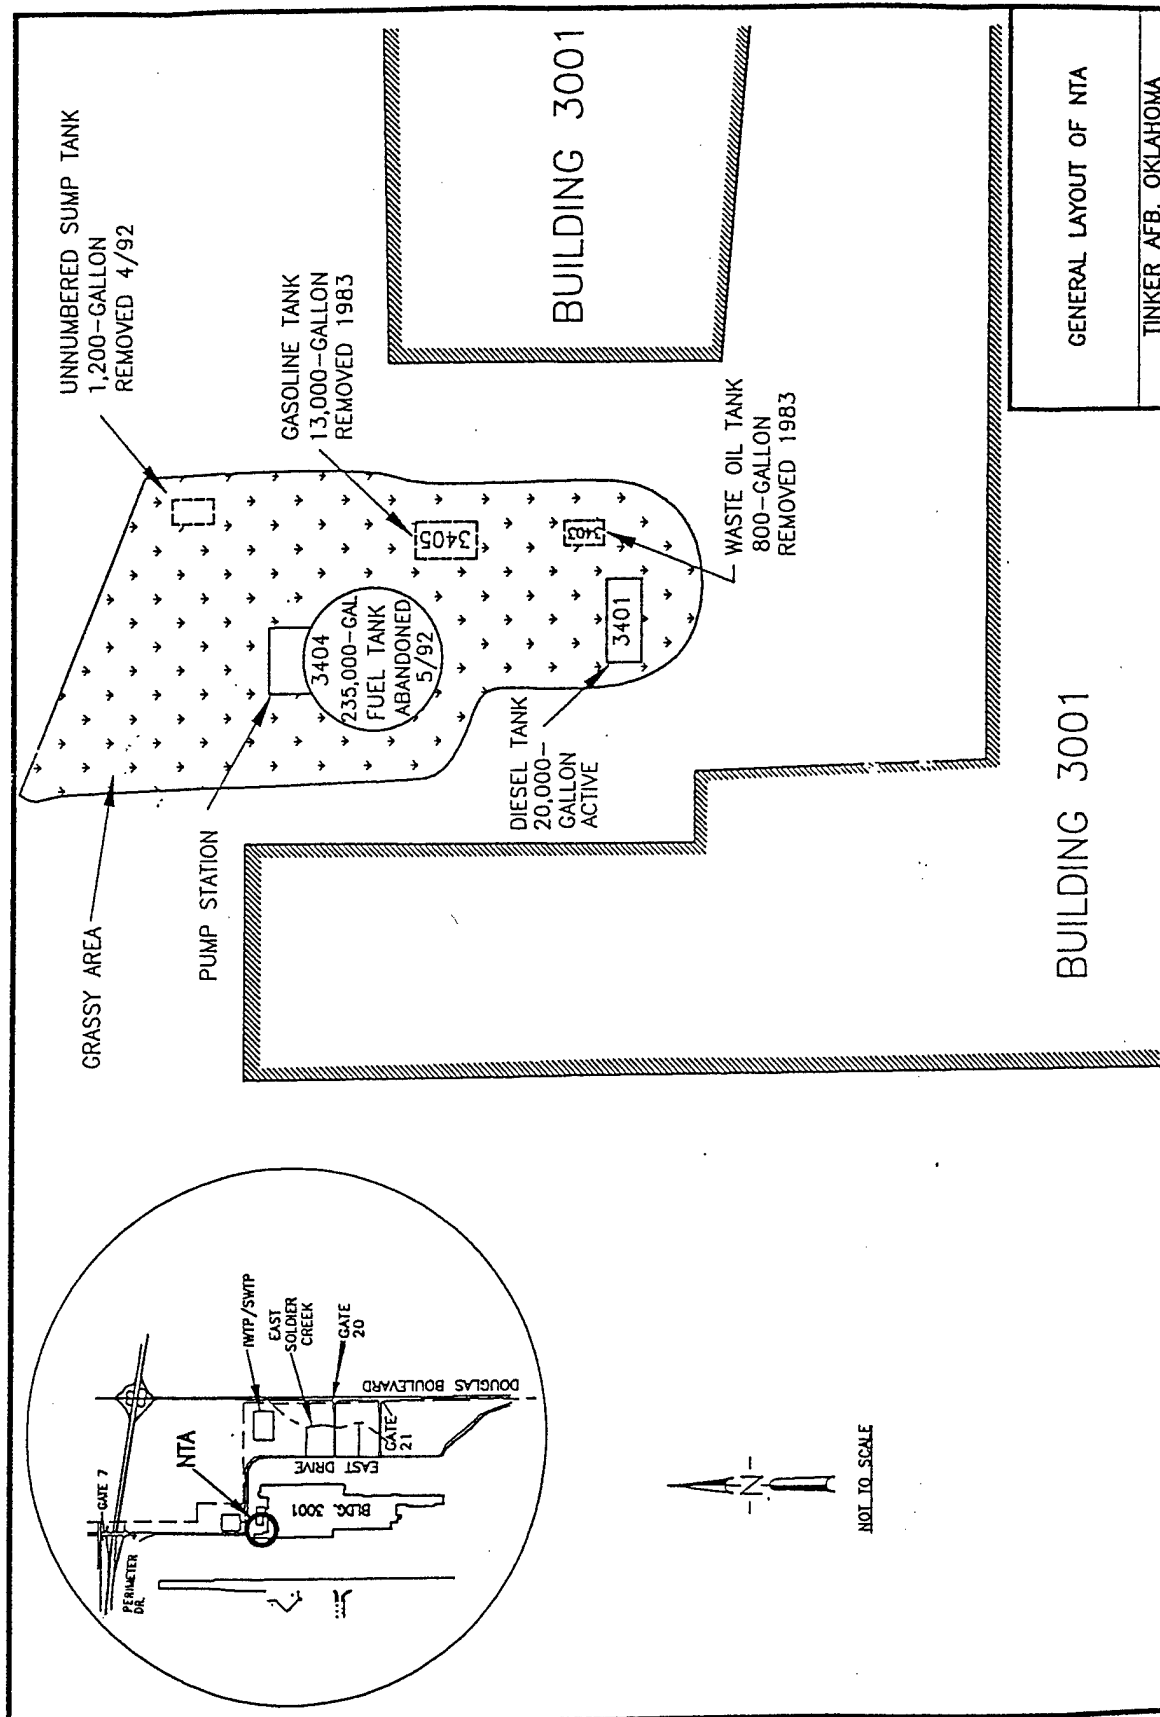 UNNUMBERED SUMP TANK
1,200-GALLON
REMOVED 4/92
GASOLINE TANK
13,000-GALLON
REMOVED 1983
WASTE OIL TANK
800-GALLON
REMOVED 1983
DIESEL TANK
20,000-
GALLON
ACTIVE
GRASSY AREA
PUMP STATION
3404
235,000-GAL
FUEL TANK
ABANDONED
5/92
3405
3403
3401
BUILDING 3001
BUILDING 3001
GATE 7
PERIMETER
DR.
NTA
IWTP/SWTP
EAST
SOLDIER
CREEK
GATE
20
GATE
21
DOUGLAS BOULEVARD
EAST DRIVE
BLDG. 3001
N
NOT TO SCALE
GENERAL LAYOUT OF NTA
TINKER AFB, OKLAHOMA